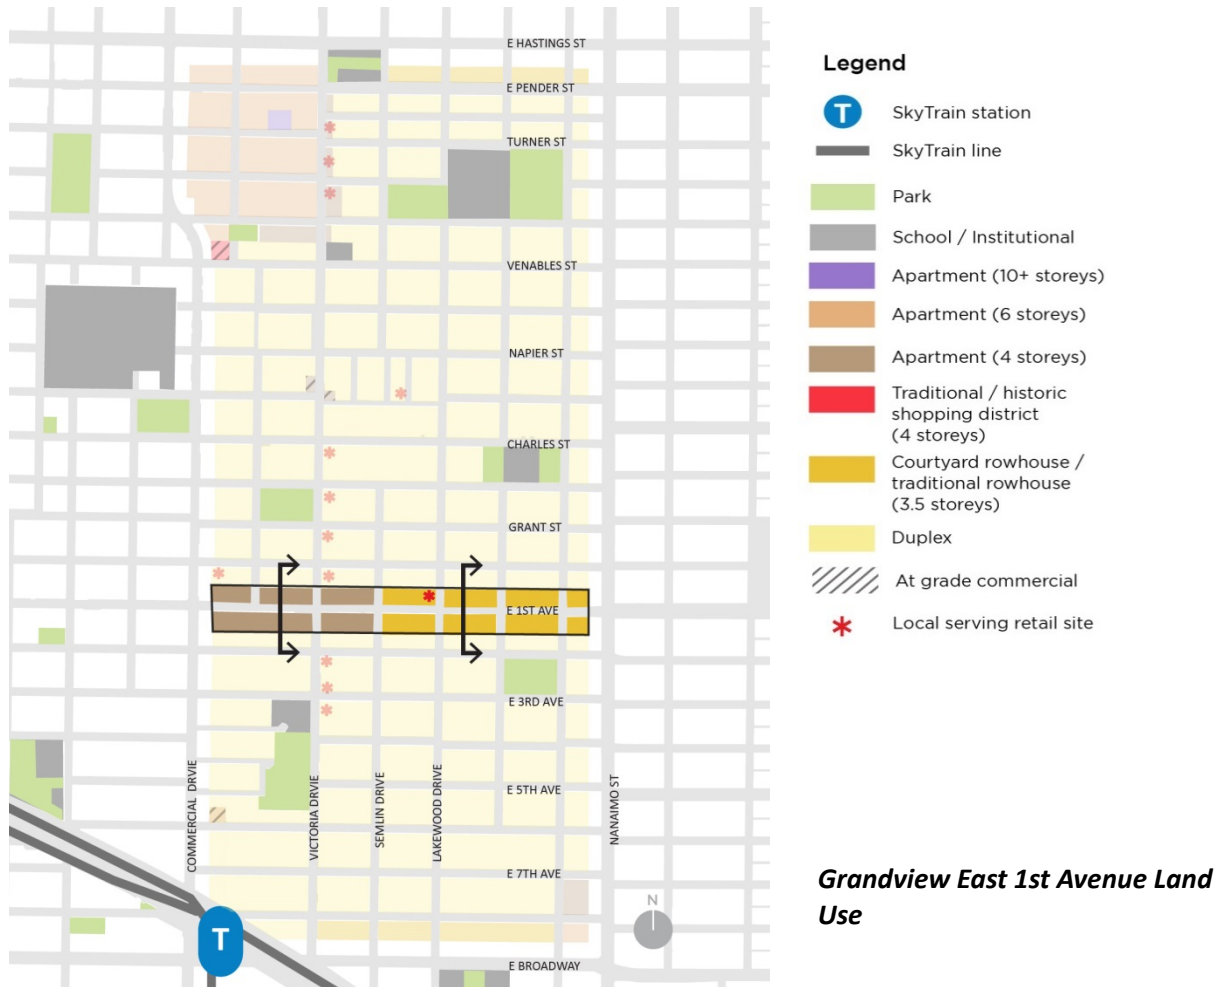 E HASTINGS ST
E PENDER ST
TURNER ST
VENABLES ST
NAPIER ST
CHARLES ST
GRANT ST
E 1ST AVE
E 3RD AVE
E 5TH AVE
E 7TH AVE
E BROADWAY
COMMERCIAL DRVIE
VICTORIA DRVIE
SEMLIN DRIVE
LAKEWOOD DRIVE
NANAIMO ST
T
N
Legend
T
SkyTrain station
SkyTrain line
Park
School / Institutional
Apartment (10+ storeys)
Apartment (6 storeys)
Apartment (4 storeys)
Traditional / historic
shopping district
(4 storeys)
Courtyard rowhouse /
traditional rowhouse
(3.5 storeys)
Duplex
At grade commercial
Local serving retail site
Grandview East 1st Avenue Land
Use